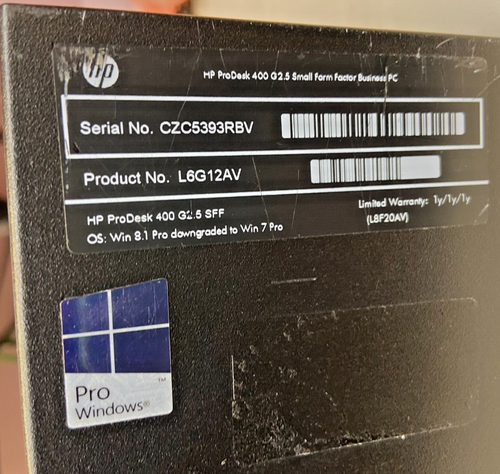 hp
HP ProDesk 400 G2.5 Small Form Factor Business PC
Serial No. CZC5393RBV
Product No. L6G12AV
HP ProDesk 400 G2.5 SFF
Limited Warranty: 1y/1y/1y
(L8F20AV)
OS: Win 8.1 Pro downgraded to Win 7 Pro
Pro
™
Windows®